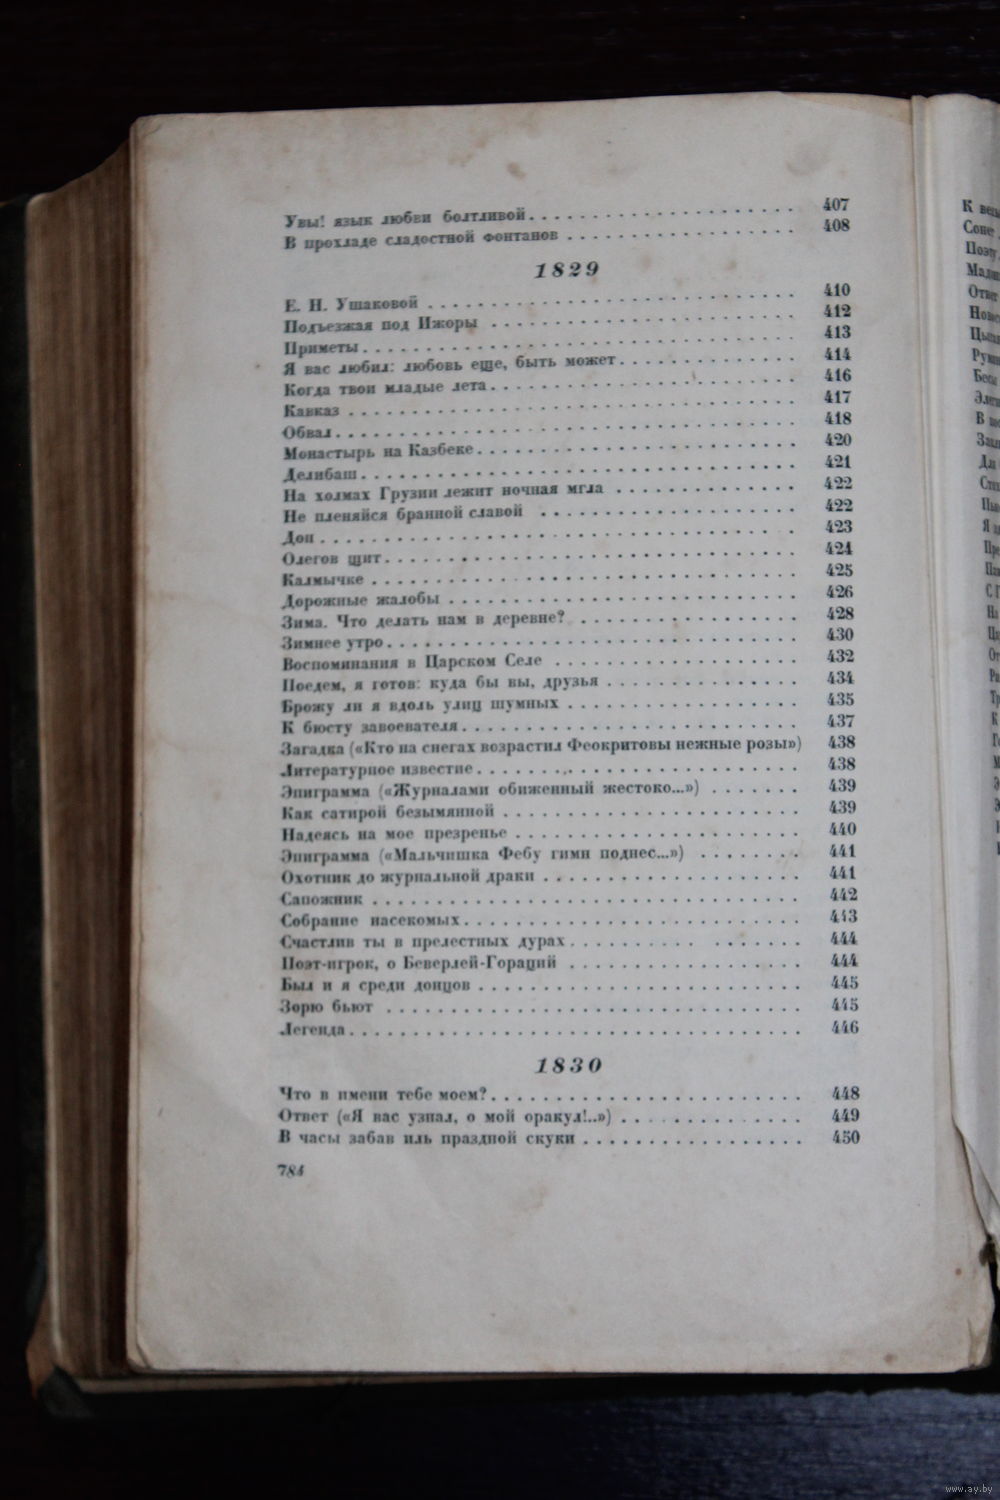 Увы! язык любви болтливой . . . . . . . . . . . . . . . . . . . . . 407
В прохладе сладостной фонтанов . . . . . . . . . . . . . . . . . . 408
1829
Е. Н. Ушаковой . . . . . . . . . . . . . . . . . . . . . . . . . . . 410
Подъезжая под Ижоры . . . . . . . . . . . . . . . . . . . . . . . 412
Приметы . . . . . . . . . . . . . . . . . . . . . . . . . . . . . . 413
Я вас любил: любовь еще, быть может . . . . . . . . . . . . . . 414
Когда твои младые лета . . . . . . . . . . . . . . . . . . . . . . . 416
Кавказ . . . . . . . . . . . . . . . . . . . . . . . . . . . . . . . 417
Обвал . . . . . . . . . . . . . . . . . . . . . . . . . . . . . . . . 418
Монастырь на Казбеке . . . . . . . . . . . . . . . . . . . . . . . . 420
Делибаш . . . . . . . . . . . . . . . . . . . . . . . . . . . . . . 421
На холмах Грузии лежит ночная мгла . . . . . . . . . . . . . . 422
Не пленяйся бранной славой . . . . . . . . . . . . . . . . . . . . 422
Дон . . . . . . . . . . . . . . . . . . . . . . . . . . . . . . . . . 423
Олегов щит . . . . . . . . . . . . . . . . . . . . . . . . . . . . . 424
Калмычке . . . . . . . . . . . . . . . . . . . . . . . . . . . . . . 425
Дорожные жалобы . . . . . . . . . . . . . . . . . . . . . . . . . 426
Зима. Что делать нам в деревне? . . . . . . . . . . . . . . . . . 428
Зимнее утро . . . . . . . . . . . . . . . . . . . . . . . . . . . . . 430
Воспоминания в Царском Селе . . . . . . . . . . . . . . . . . . . 432
Поедем, я готов: куда бы вы, друзья . . . . . . . . . . . . . . . 434
Брожу ли я вдоль улиц шумных . . . . . . . . . . . . . . . . . . 435
К бюсту завоевателя . . . . . . . . . . . . . . . . . . . . . . . . . 437
Загадка («Кто на снегах возрастил Феокритовы нежные розы») 438
Литературное известие . . . . . . . . . . . . . . . . . . . . . . . . 438
Эпиграмма («Журналами обиженный жестоко...») . . . . . . . 439
Как сатирой безымянной . . . . . . . . . . . . . . . . . . . . . . 439
Надеясь на мое презренье . . . . . . . . . . . . . . . . . . . . . 440
Эпиграмма («Мальчишка Фебу гимн поднес...») . . . . . . . . 441
Охотник до журнальной драки . . . . . . . . . . . . . . . . . . . 441
Сапожник . . . . . . . . . . . . . . . . . . . . . . . . . . . . . . 442
Собрание насекомых . . . . . . . . . . . . . . . . . . . . . . . . . 443
Счастлив ты в прелестных дурах . . . . . . . . . . . . . . . . . 444
Поэт-игрок, о Беверлей-Гораций . . . . . . . . . . . . . . . . . . 444
Был и я среди донцов . . . . . . . . . . . . . . . . . . . . . . . . 445
Зорю бьют . . . . . . . . . . . . . . . . . . . . . . . . . . . . . 445
Легенда . . . . . . . . . . . . . . . . . . . . . . . . . . . . . . . 446
1830
Что в имени тебе моем? . . . . . . . . . . . . . . . . . . . . . . . 448
Ответ («Я вас узнал, о мой оракул!..») . . . . . . . . . . . . . . 449
В часы забав иль праздной скуки . . . . . . . . . . . . . . . . . 450
784
К
Сонет
Поэту
Ответ
Бесы
В
Я
На
К
www.ay.by